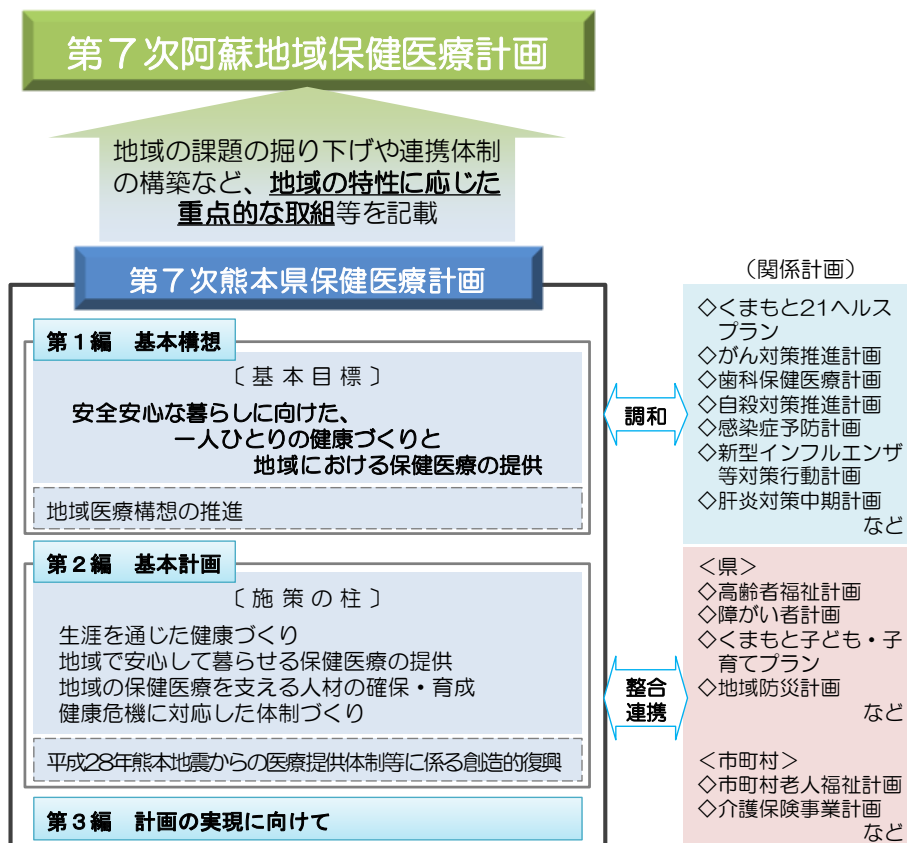 第７次阿蘇地域保健医療計画
地域の課題の掘り下げや連携体制
の構築など、地域の特性に応じた
重点的な取組等を記載
第７次熊本県保健医療計画
第１編　基本構想
〔 基 本 目 標 〕
安全安心な暮らしに向けた、
一人ひとりの健康づくりと
地域における保健医療の提供
地域医療構想の推進
第２編　基本計画
〔 施 策 の 柱 〕
生涯を通じた健康づくり
地域で安心して暮らせる保健医療の提供
地域の保健医療を支える人材の確保・育成
健康危機に対応した体制づくり
平成28年熊本地震からの医療提供体制等に係る創造的復興
第３編　計画の実現に向けて
調和
整合
連携
（関係計画）
◇くまもと21ヘルス
プラン
◇がん対策推進計画
◇歯科保健医療計画
◇自殺対策推進計画
◇感染症予防計画
◇新型インフルエンザ
等対策行動計画
◇肝炎対策中期計画
など
＜県＞
◇高齢者福祉計画
◇障がい者計画
◇くまもと子ども・子
育てプラン
◇地域防災計画
など
＜市町村＞
◇市町村老人福祉計画
◇介護保険事業計画
など